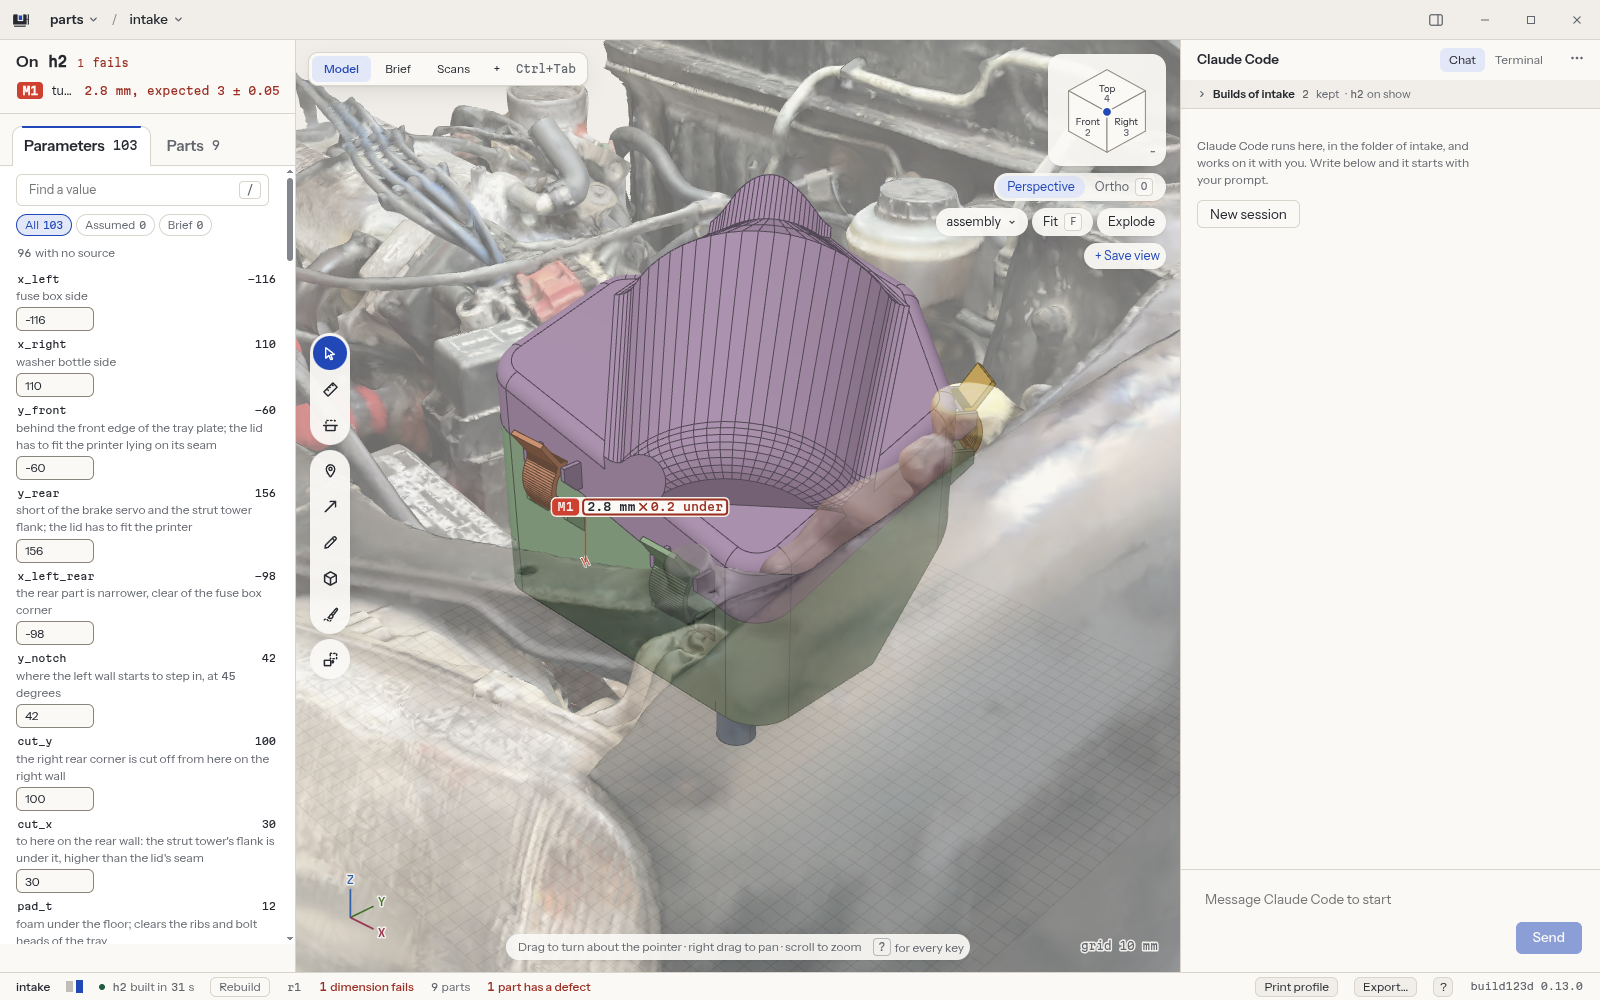 parts / intake
On h2 1 fails
M1 tu... 2.8 mm, expected 3 ± 0.05
Parameters 103 Parts 9
Find a value /
All 103 Assumed 0 Brief 0
96 with no source
x_left −116
fuse box side
-116
x_right 110
washer bottle side
110
y_front −60
behind the front edge of the tray plate; the lid
has to fit the printer lying on its seam
-60
y_rear 156
short of the brake servo and the strut tower
flank; the lid has to fit the printer
156
x_left_rear −98
the rear part is narrower, clear of the fuse box
corner
-98
y_notch 42
where the left wall starts to step in, at 45
degrees
42
cut_y 100
the right rear corner is cut off from here on the
right wall
100
cut_x 30
to here on the rear wall: the strut tower's flank is
under it, higher than the lid's seam
30
pad_t 12
foam under the floor; clears the ribs and bolt
heads of the tray
Model Brief Scans + Ctrl+Tab
Top
4
Front
2
Right
3
Perspective Ortho 0
assembly Fit F Explode
+ Save view
M1 2.8 mm × 0.2 under
Z
Y
X
Drag to turn about the pointer · right drag to pan · scroll to zoom ? for every key
grid 10 mm
Claude Code Chat Terminal ...
Builds of intake 2 kept · h2 on show
Claude Code runs here, in the folder of intake, and
works on it with you. Write below and it starts with
your prompt.
New session
Message Claude Code to start
Send
intake h2 built in 31 s Rebuild r1 1 dimension fails 9 parts 1 part has a defect Print profile Export... ? build123d 0.13.0